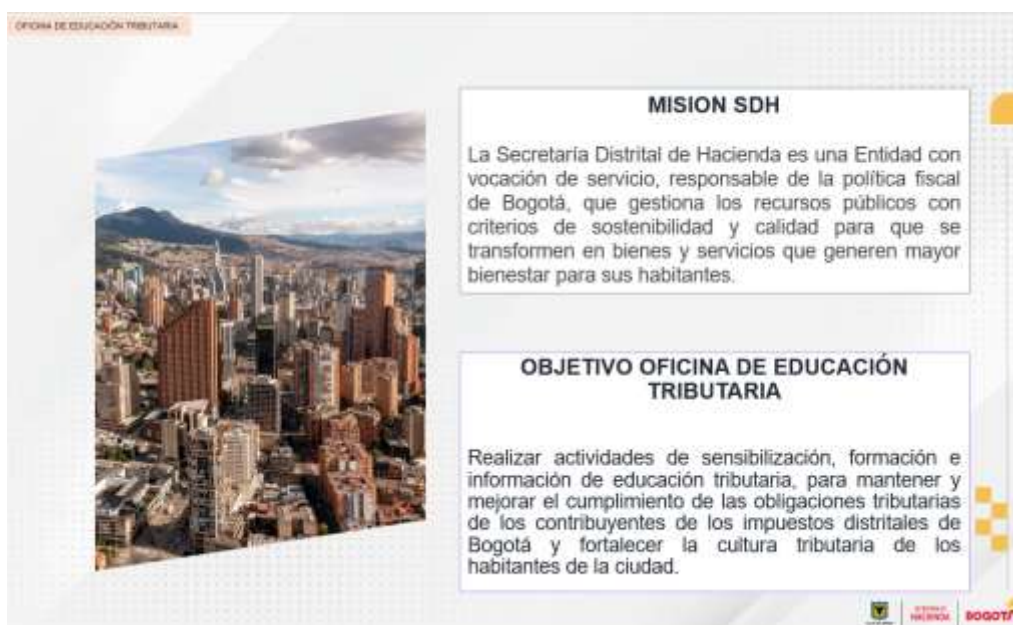 OFICINA DE EDUCACIÓN TRIBUTARIA
MISION SDH
La Secretaría Distrital de Hacienda es una Entidad con
vocación de servicio, responsable de la política fiscal
de Bogotá, que gestiona los recursos públicos con
criterios de sostenibilidad y calidad para que se
transformen en bienes y servicios que generen mayor
bienestar para sus habitantes.
OBJETIVO OFICINA DE EDUCACIÓN
TRIBUTARIA
Realizar actividades de sensibilización, formación e
información de educación tributaria, para mantener y
mejorar el cumplimiento de las obligaciones tributarias
de los contribuyentes de los impuestos distritales de
Bogotá y fortalecer la cultura tributaria de los
habitantes de la ciudad.
HACIENDA
BOGOTÁ